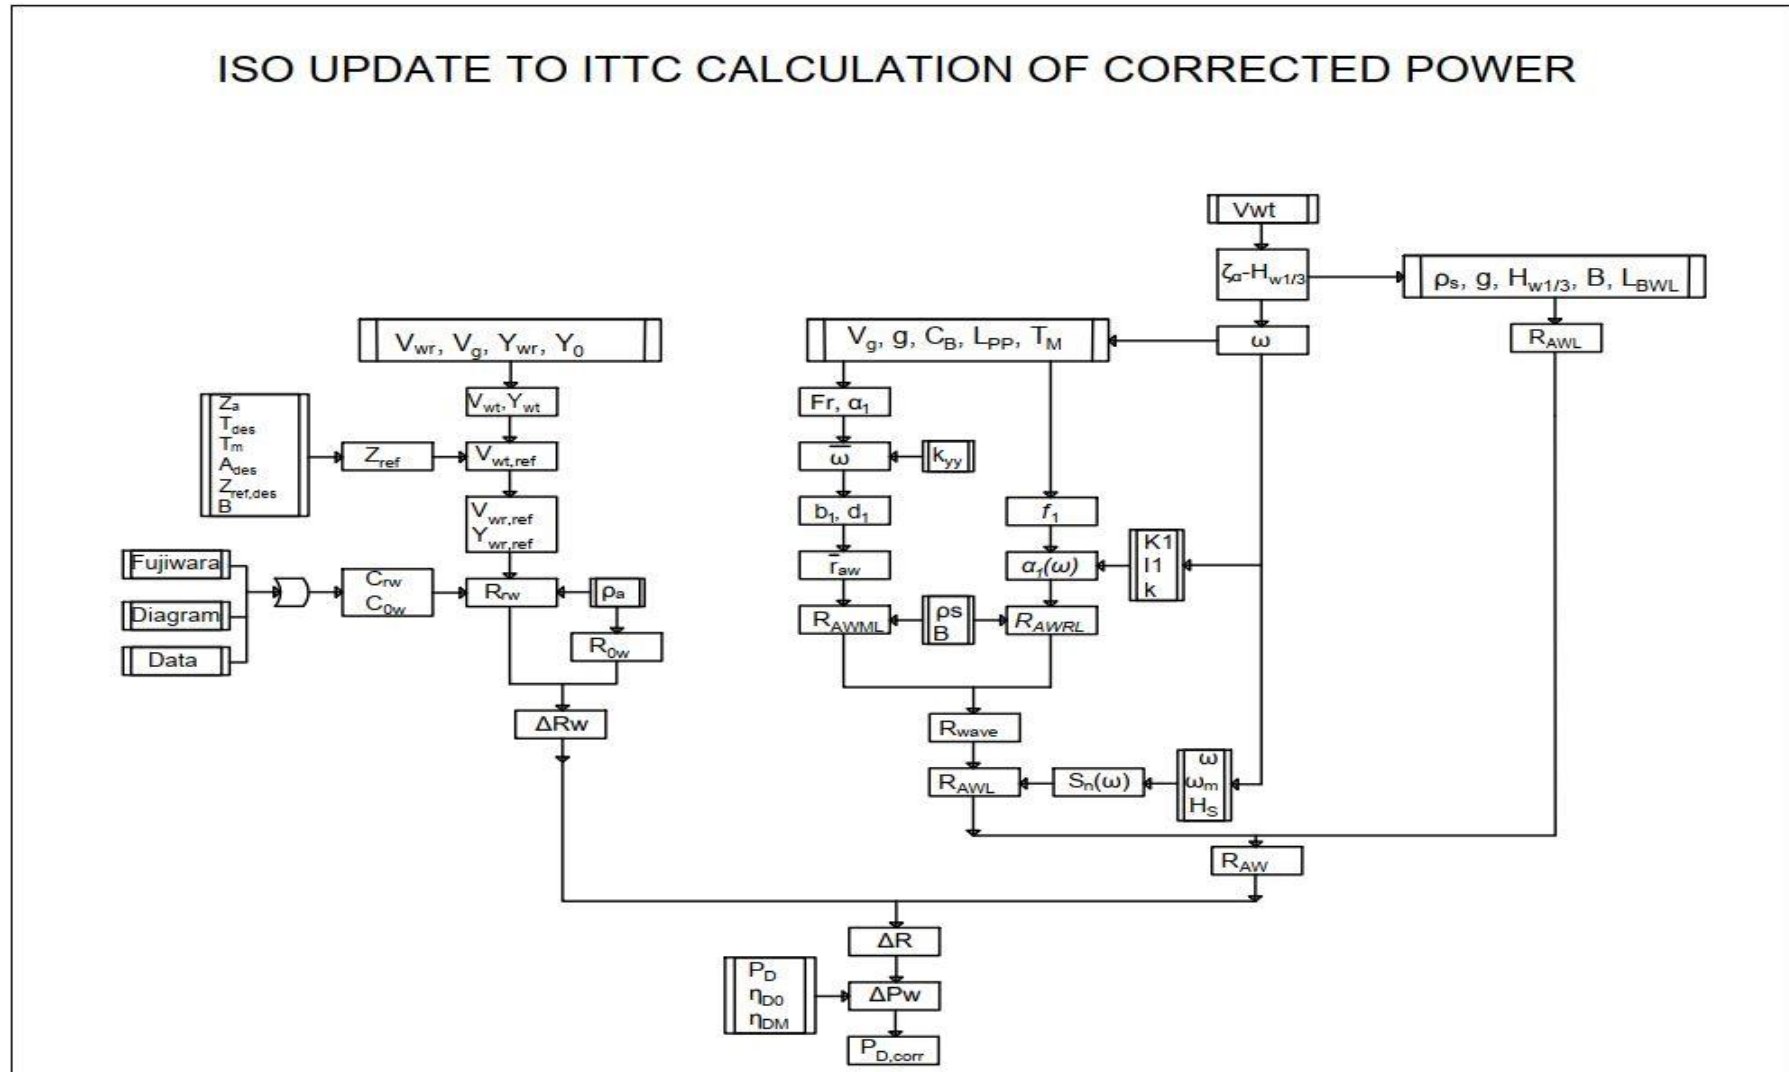 ISO UPDATE TO ITTC CALCULATION OF CORRECTED POWER
Vwt
ζα-Hw1/3
ρs, g, Hw1/3, B, LBWL
ω
RAWL
Vwr, Vg, Ywr, Y0
Vg, g, CB, LPP, TM
Vwt,Ywt
Fr, α1
Za
Tdes
Tm
Ades
Zref,des
B
Zref
Vwt,ref
ω̅
kyy
Vwr,ref
Ywr,ref
b1, d1
f1
K1
I1
k
Fujiwara
Diagram
Data
Crw
C0w
Rrw
ρa
r̅aw
α1(ω)
R0w
RAWML
ρs
B
RAWRL
ΔRw
Rwave
RAWL
Sn(ω)
ω
ωm
HS
RAW
ΔR
PD
ηD0
ηDM
ΔPw
PD,corr